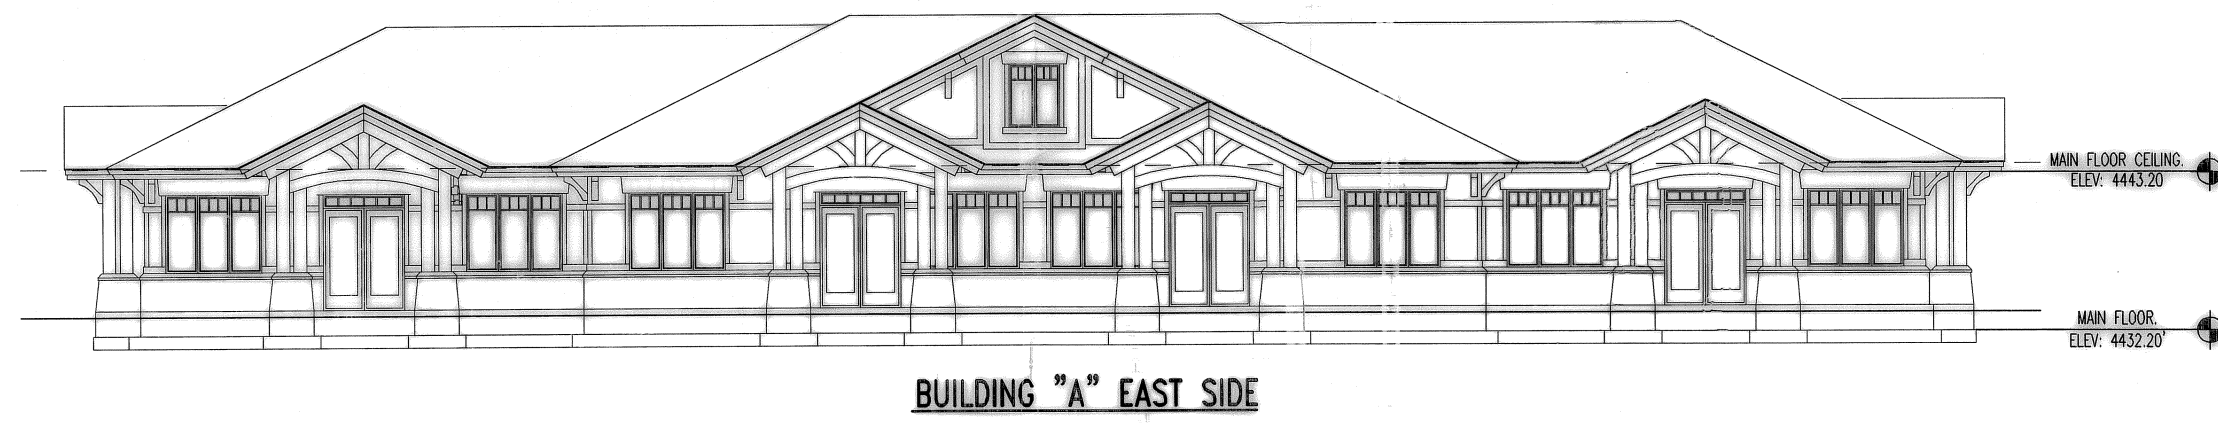 MAIN FLOOR CEILING.
ELEV: 4443.20
MAIN FLOOR.
ELEV: 4432.20'
BUILDING "A" EAST SIDE